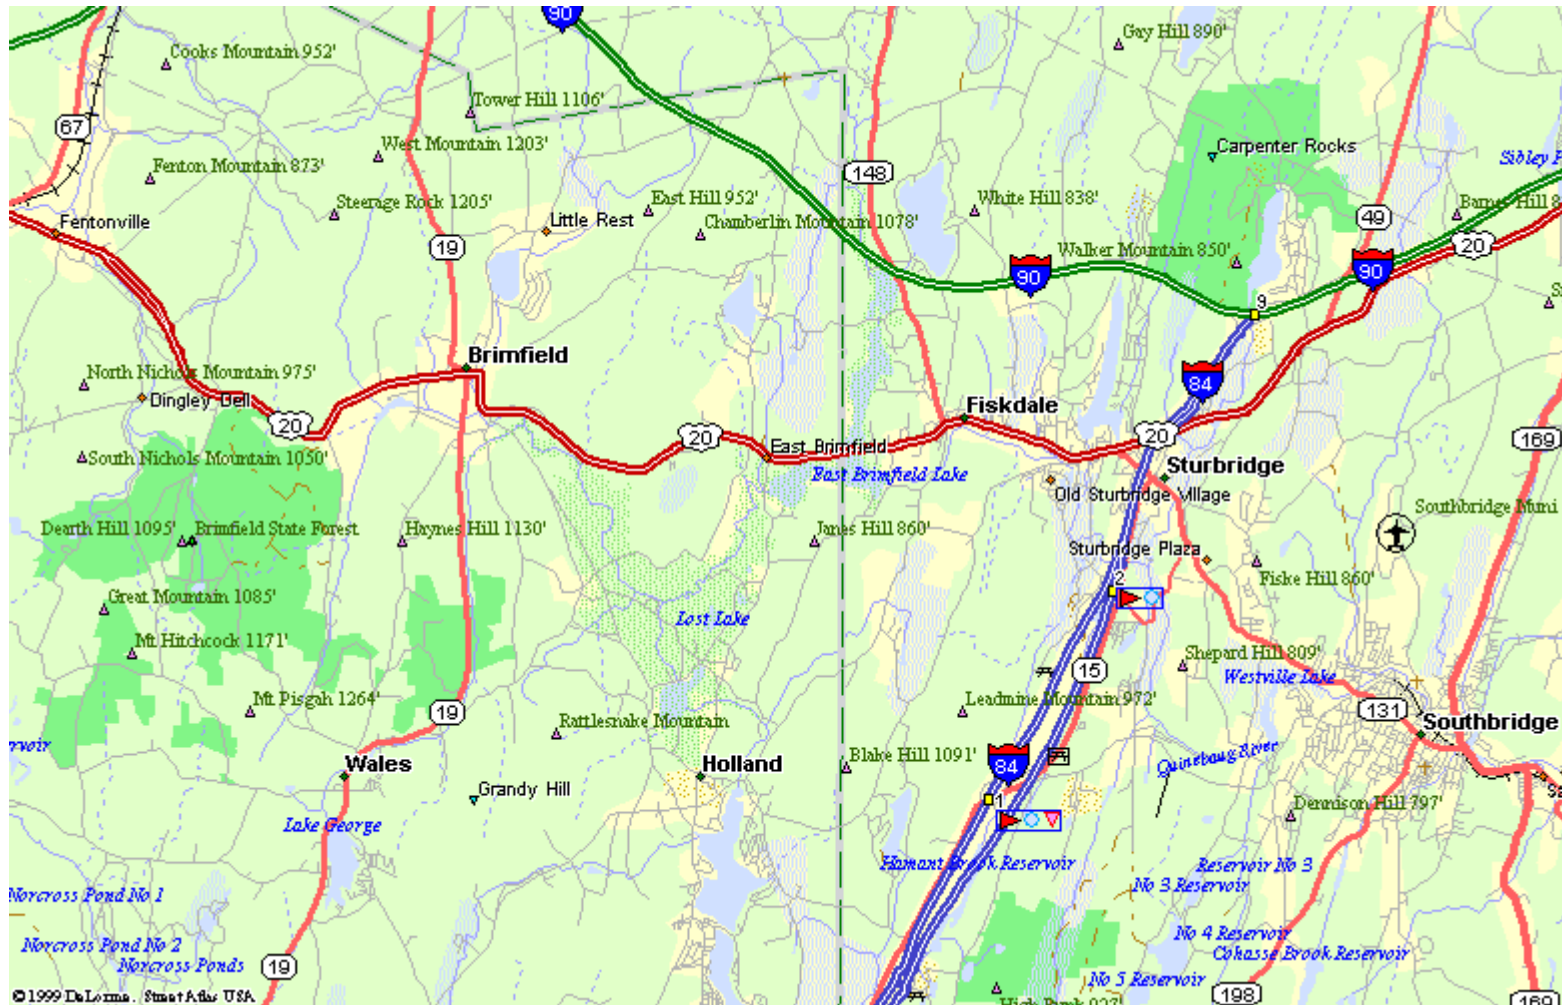 90
Gay Hill 890'
Cooks Mountain 952'
Tower Hill 1106'
67
West Mountain 1203'
Carpenter Rocks
Fenton Mountain 873'
148
Sibley
Steerage Rock 1205'
East Hill 952'
White Hill 838'
49
Barnes Hill 8
Fentonville
Little Rest
Chamberlin Mountain 1078'
19
Walker Mountain 850'
20
90
90
9
Brimfield
84
North Nichols Mountain 975'
Dingley Dell
Fiskdale
20
20
20
169
East Brimfield
South Nichols Mountain 1050'
East Brimfield Lake
Sturbridge
Old Sturbridge Village
Southbridge Muni
Dearth Hill 1095'
Brimfield State Forest
Haynes Hill 1130'
Janes Hill 860'
Sturbridge Plaza
2
Fiske Hill 860'
Great Mountain 1085'
Lost Lake
Mt Hitchcock 1171'
Shepard Hill 809'
15
Westville Lake
Mt Pisgah 1264'
19
Rattlesnake Mountain
Leadmine Mountain 972'
131
Southbridge
rvoir
Wales
Holland
Blake Hill 1091'
84
Quinebaug River
Grandy Hill
1
Dennison Hill 797'
Sa
Lake George
Hamant Brook Reservoir
Reservoir No 3
No 3 Reservoir
Norcross Pond No 1
No 4 Reservoir
Norcross Pond No 2
Cohasse Brook Reservoir
Norcross Ponds
19
No 5 Reservoir
198
169
©1999 DeLorme. Street Atlas USA